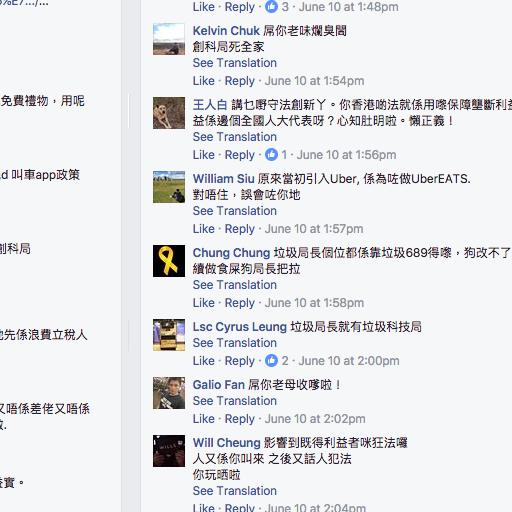 免費禮物，用呢
d 叫車app政策
創科局
先係浪費立稅人
又唔係差佬又唔係
實。
Like · Reply · 3 · June 10 at 1:48pm
Kelvin Chuk 屌你老味爛臭閪
創科局死全家
See Translation
Like · Reply · June 10 at 1:54pm
王人白 講乜嘢守法創新丫。你香港啲法就係用嚟保障壟斷利益
益係邊個全國人大代表呀？心知肚明啦。懶正義！
See Translation
Like · Reply · 1 · June 10 at 1:56pm
William Siu 原來當初引入Uber, 係為咗做UberEATS.
對唔住，誤會咗你地
See Translation
Like · Reply · June 10 at 1:57pm
Chung Chung 垃圾局長個位都係靠垃圾689得嚟，狗改不了
續做食屎狗局長把拉
See Translation
Like · Reply · June 10 at 1:58pm
Lsc Cyrus Leung 垃圾局長就有垃圾科技局
See Translation
Like · Reply · 2 · June 10 at 2:00pm
Galio Fan 屌你老母收嗲啦！
See Translation
Like · Reply · June 10 at 2:02pm
Will Cheung 影響到既得利益者咪狂法囉
人又係你叫來 之後又話人犯法
你玩晒啦
See Translation
Like · Reply · June 10 at 2:04pm